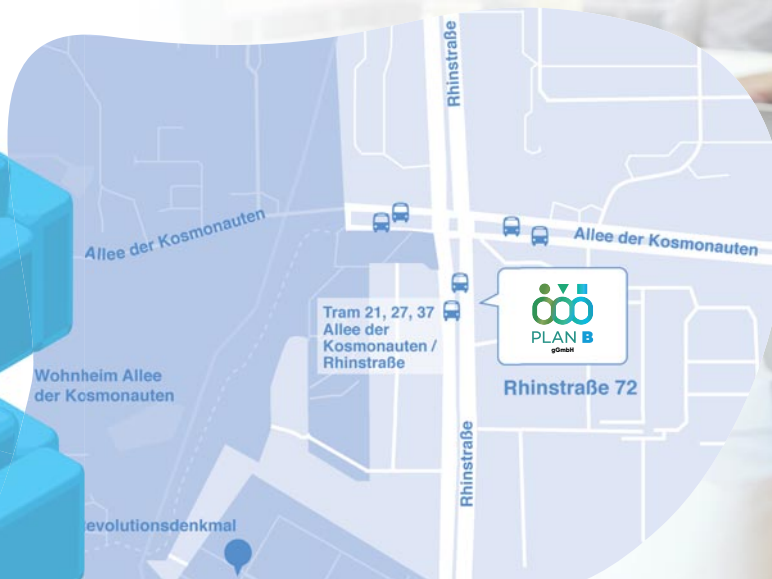 Rhinstraße
Allee der Kosmonauten
Allee der Kosmonauten
Tram 21, 27, 37
Allee der
Kosmonauten /
Rhinstraße
PLAN B
gGmbH
Rhinstraße 72
Wohnheim Allee
der Kosmonauten
Rhinstraße
evolutionsdenkmal